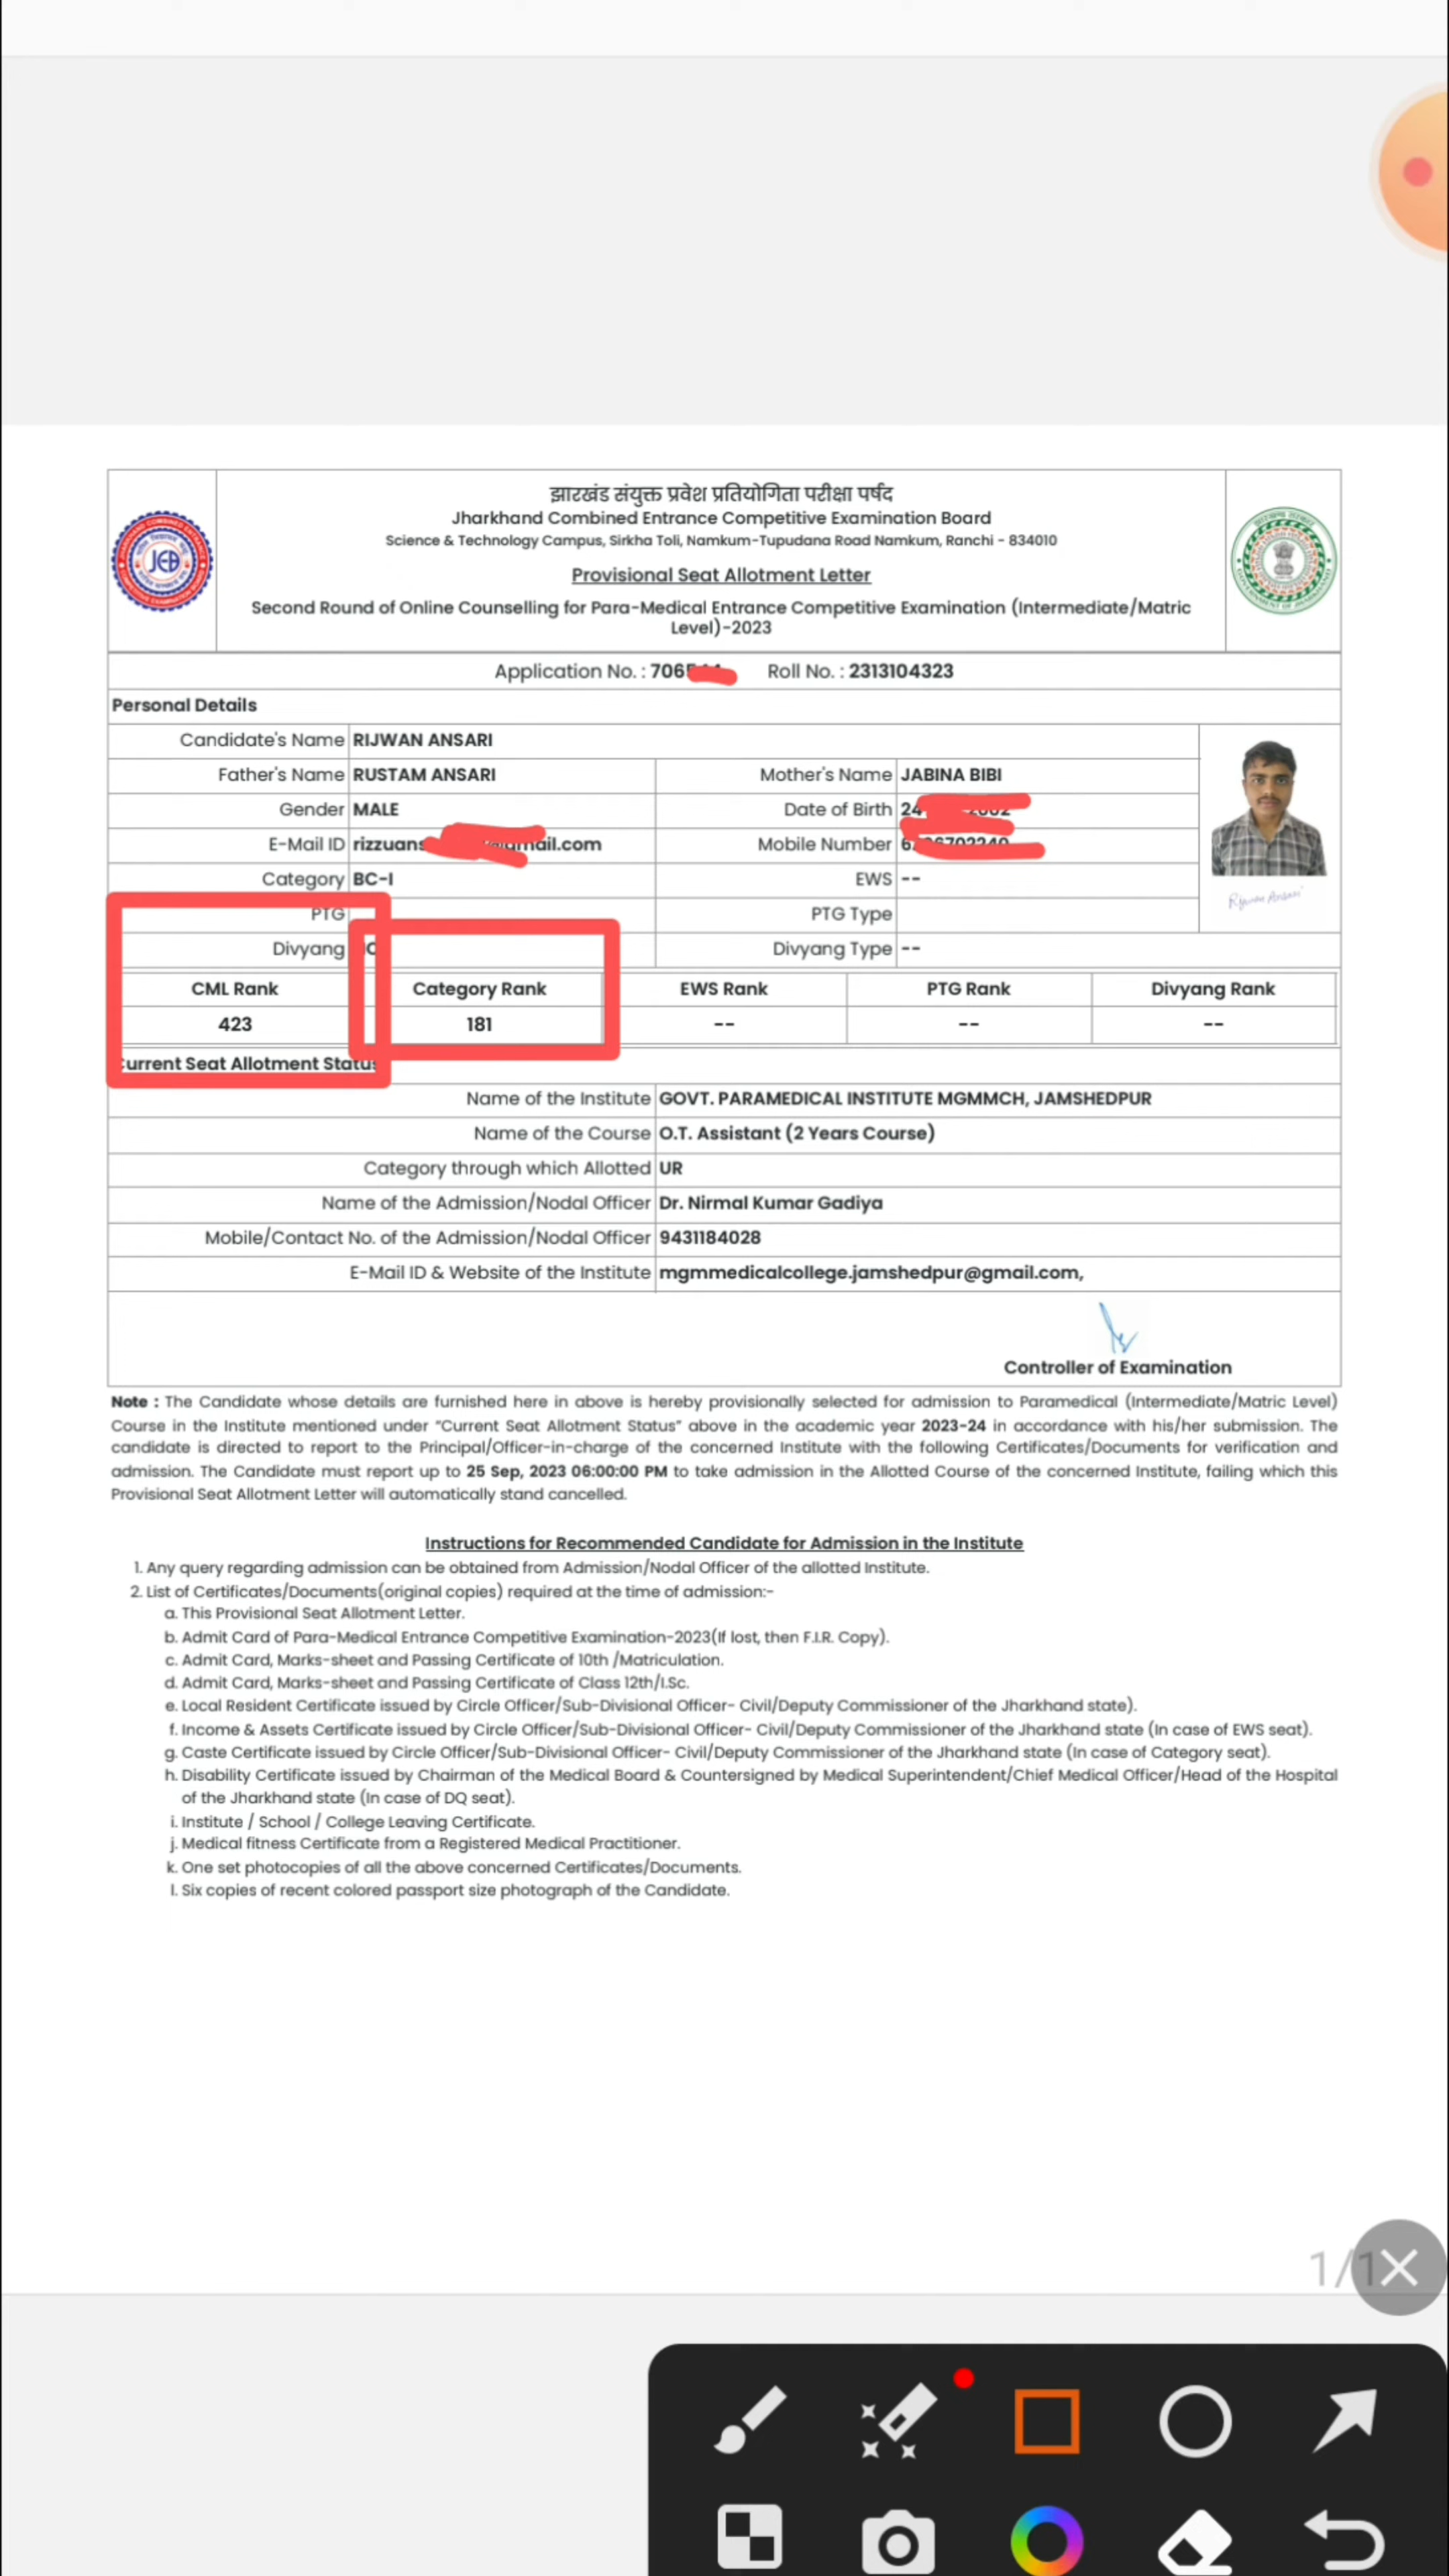 झारखंड संयुक्त प्रवेश प्रतियोगिता परीक्षा पर्षद
Jharkhand Combined Entrance Competitive Examination Board
Science & Technology Campus, Sirkha Toli, Namkum-Tupudana Road Namkum, Ranchi - 834010
Provisional Seat Allotment Letter
Second Round of Online Counselling for Para-Medical Entrance Competitive Examination (Intermediate/Matric
Level)-2023
JEB
Application No. : 706 Roll No. : 2313104323
Personal Details
Candidate's Name RIJWAN ANSARI
Father's Name RUSTAM ANSARI Mother's Name JABINA BIBI
Gender MALE Date of Birth 24
E-Mail ID rizzuans mail.com Mobile Number 6
Category BC-I EWS --
PTG PTG Type
Rijwan Ansari
Divyang Divyang Type --
CML Rank Category Rank EWS Rank PTG Rank Divyang Rank
423 181 -- -- --
Current Seat Allotment Status
Name of the Institute GOVT. PARAMEDICAL INSTITUTE MGMMCH, JAMSHEDPUR
Name of the Course O.T. Assistant (2 Years Course)
Category through which Allotted UR
Name of the Admission/Nodal Officer Dr. Nirmal Kumar Gadiya
Mobile/Contact No. of the Admission/Nodal Officer 9431184028
E-Mail ID & Website of the Institute mgmmedicalcollege.jamshedpur@gmail.com,
Controller of Examination
Note : The Candidate whose details are furnished here in above is hereby provisionally selected for admission to Paramedical (Intermediate/Matric Level)
Course in the Institute mentioned under "Current Seat Allotment Status" above in the academic year 2023-24 in accordance with his/her submission. The
candidate is directed to report to the Principal/Officer-in-charge of the concerned Institute with the following Certificates/Documents for verification and
admission. The Candidate must report up to 25 Sep, 2023 06:00:00 PM to take admission in the Allotted Course of the concerned Institute, failing which this
Provisional Seat Allotment Letter will automatically stand cancelled.
Instructions for Recommended Candidate for Admission in the Institute
1. Any query regarding admission can be obtained from Admission/Nodal Officer of the allotted Institute.
2. List of Certificates/Documents(original copies) required at the time of admission:-
a. This Provisional Seat Allotment Letter.
b. Admit Card of Para-Medical Entrance Competitive Examination-2023(If lost, then F.I.R. Copy).
c. Admit Card, Marks-sheet and Passing Certificate of 10th /Matriculation.
d. Admit Card, Marks-sheet and Passing Certificate of Class 12th/I.Sc.
e. Local Resident Certificate issued by Circle Officer/Sub-Divisional Officer- Civil/Deputy Commissioner of the Jharkhand state).
f. Income & Assets Certificate issued by Circle Officer/Sub-Divisional Officer- Civil/Deputy Commissioner of the Jharkhand state (In case of EWS seat).
g. Caste Certificate issued by Circle Officer/Sub-Divisional Officer- Civil/Deputy Commissioner of the Jharkhand state (In case of Category seat).
h. Disability Certificate issued by Chairman of the Medical Board & Countersigned by Medical Superintendent/Chief Medical Officer/Head of the Hospital
of the Jharkhand state (In case of DQ seat).
i. Institute / School / College Leaving Certificate.
j. Medical fitness Certificate from a Registered Medical Practitioner.
k. One set photocopies of all the above concerned Certificates/Documents.
l. Six copies of recent colored passport size photograph of the Candidate.
1/1